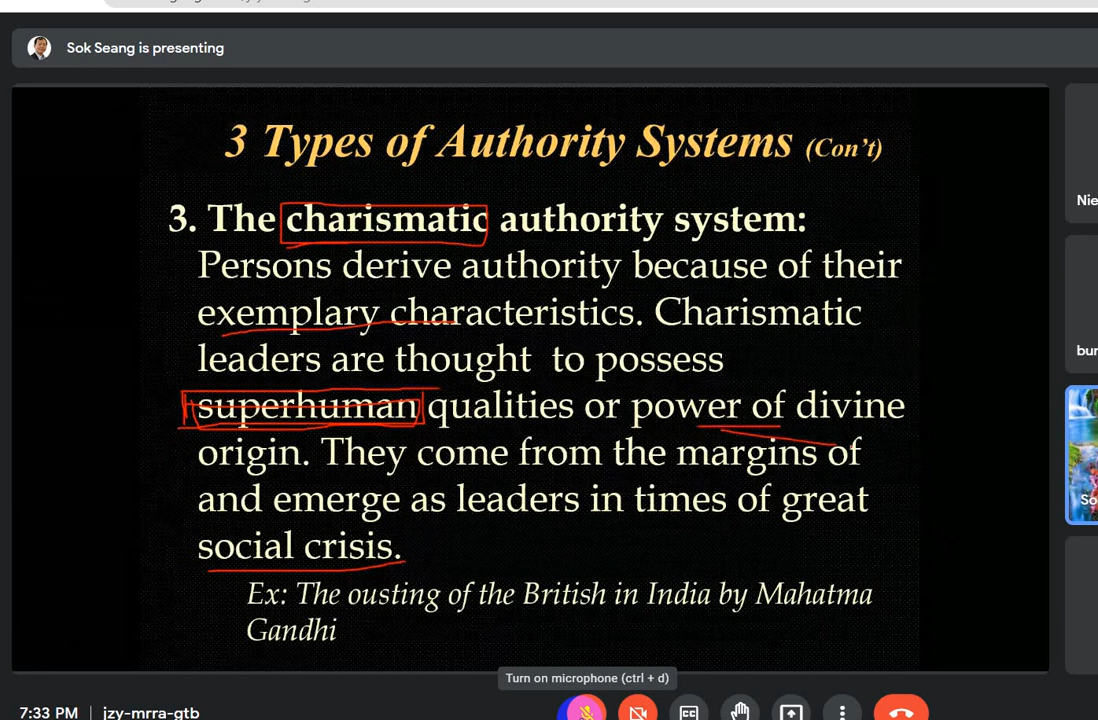 Sok Seang is presenting
3 Types of Authority Systems (Con't)
3. The charismatic authority system:
Persons derive authority because of their
exemplary characteristics. Charismatic
leaders are thought to possess
superhuman qualities or power of divine
origin. They come from the margins of
and emerge as leaders in times of great
social crisis.
Ex: The ousting of the British in India by Mahatma
Gandhi
Nie
bur
So
Turn on microphone (ctrl + d)
7:33 PM | jzy-mrra-gtb
CC